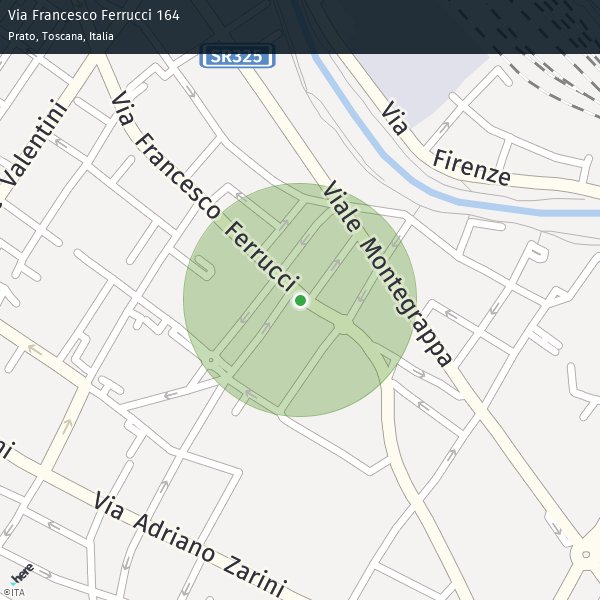 Via Francesco Ferrucci 164
Prato, Toscana, Italia
SR325
Via Francesco Ferrucci
Valentini
Via Firenze
Viale Montegrappa
ni
Via Adriano Zarini
here
©ITA